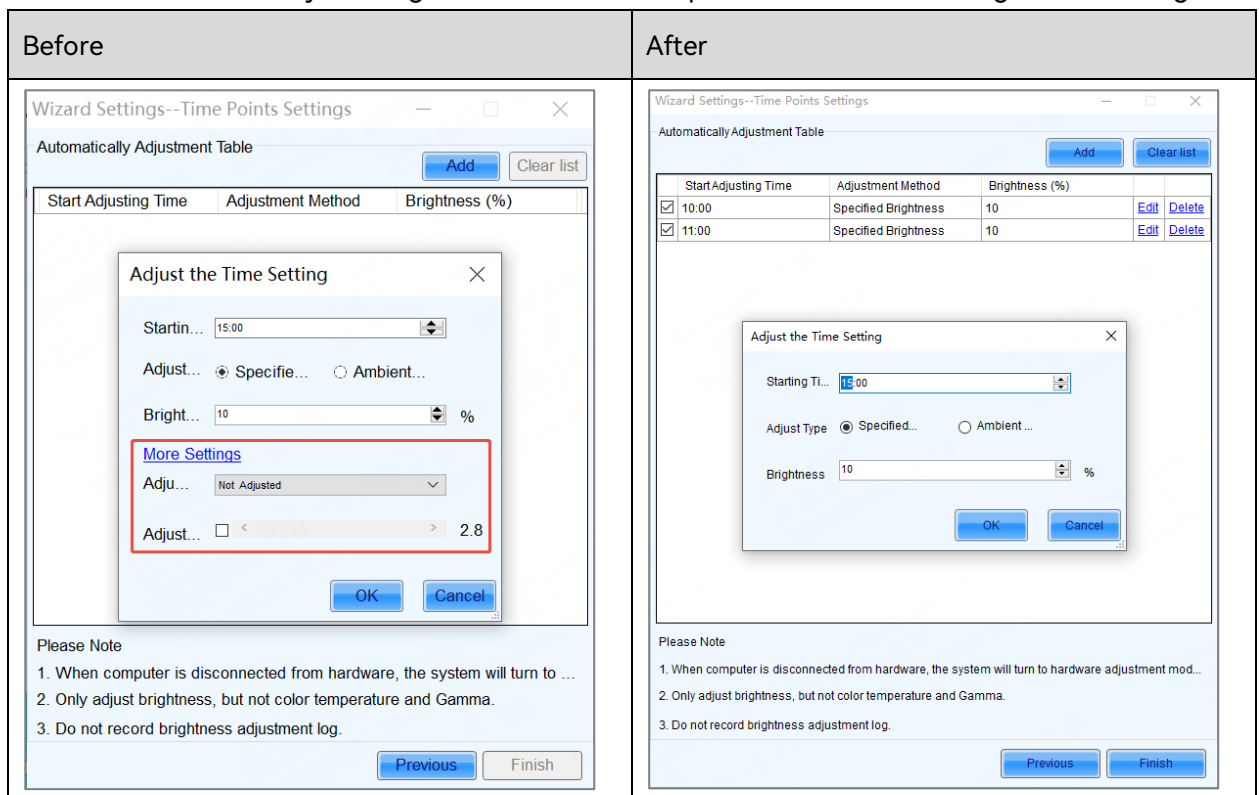 Before
After
Wizard Settings--Time Points Settings
Automatically Adjustment Table
Add
Clear list
Start Adjusting Time Adjustment Method Brightness (%)
Adjust the Time Setting
Startin... 15:00
Adjust... Specifie... Ambient...
Bright... 10 %
More Settings
Adju... Not Adjusted
Adjust... 2.8
OK Cancel
Please Note
1. When computer is disconnected from hardware, the system will turn to ...
2. Only adjust brightness, but not color temperature and Gamma.
3. Do not record brightness adjustment log.
Previous Finish
Wizard Settings--Time Points Settings
Automatically Adjustment Table
Add Clear list
Start Adjusting Time Adjustment Method Brightness (%)
10:00 Specified Brightness 10 Edit Delete
11:00 Specified Brightness 10 Edit Delete
Adjust the Time Setting
Starting Ti... 15:00
Adjust Type Specified... Ambient ...
Brightness 10 %
OK Cancel
Please Note
1. When computer is disconnected from hardware, the system will turn to hardware adjustment mod...
2. Only adjust brightness, but not color temperature and Gamma.
3. Do not record brightness adjustment log.
Previous Finish